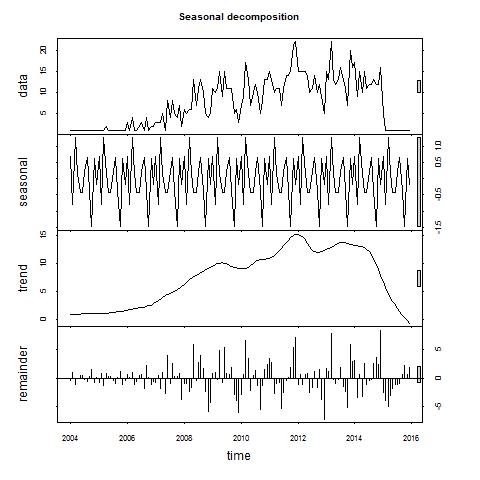 Seasonal decomposition
data
5 10 15 20
seasonal
-1.5 -0.5 0.5 1.0
trend
0 5 10 15
remainder
-5 0 5
2004 2006 2008 2010 2012 2014 2016
time